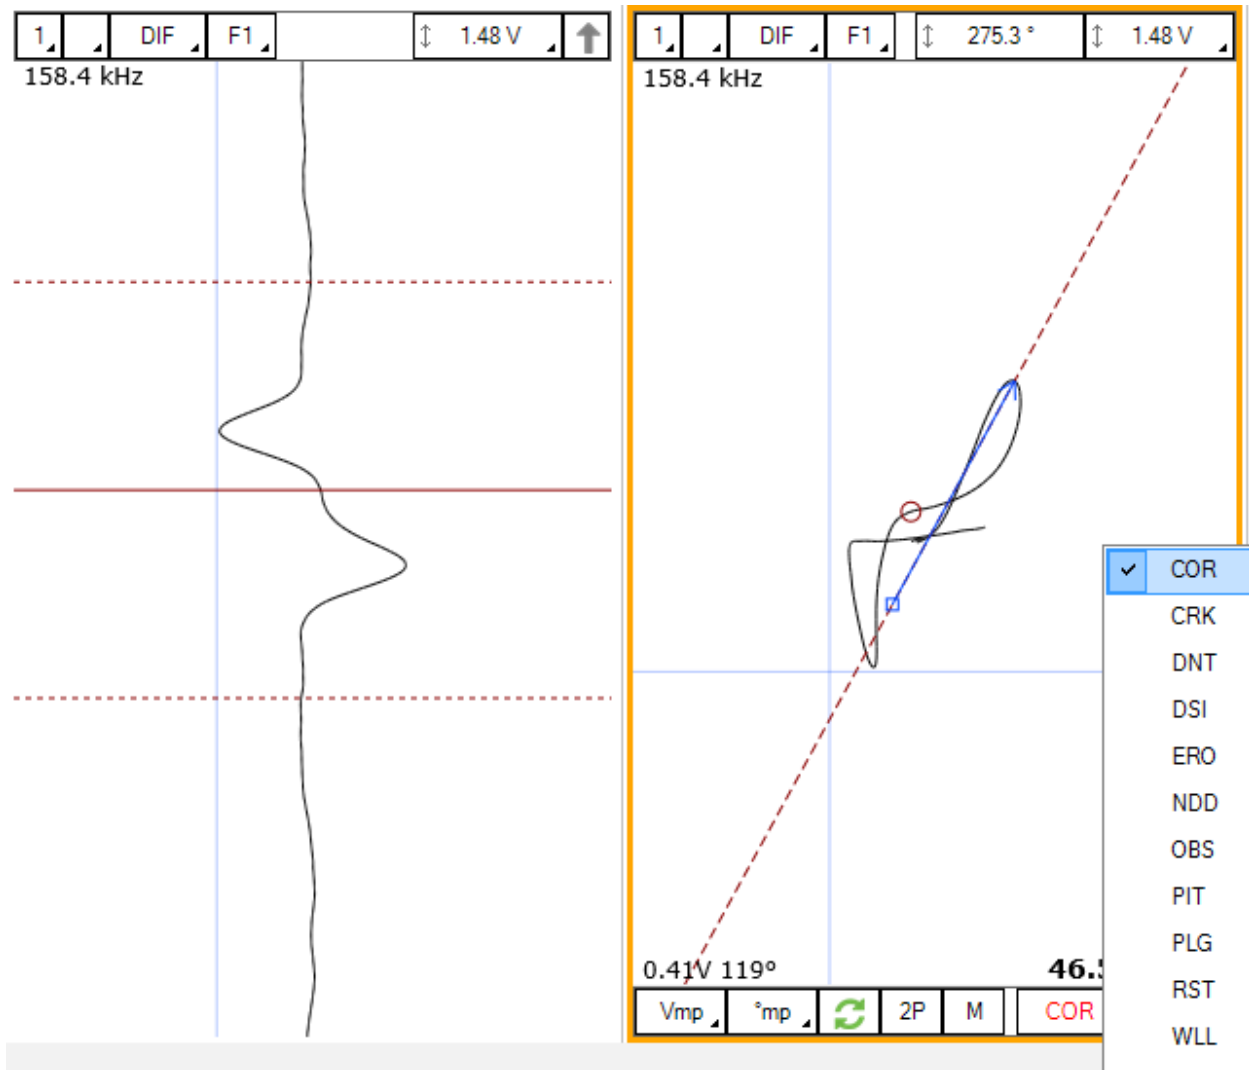 1 DIF F1 ↕ 1.48 V
158.4 kHz
1 DIF F1 ↕ 275.3 ° ↕ 1.48 V
158.4 kHz
COR
CRK
DNT
DSI
ERO
NDD
OBS
PIT
PLG
RST
WLL
0.41V 119º
Vmp °mp 2P M COR